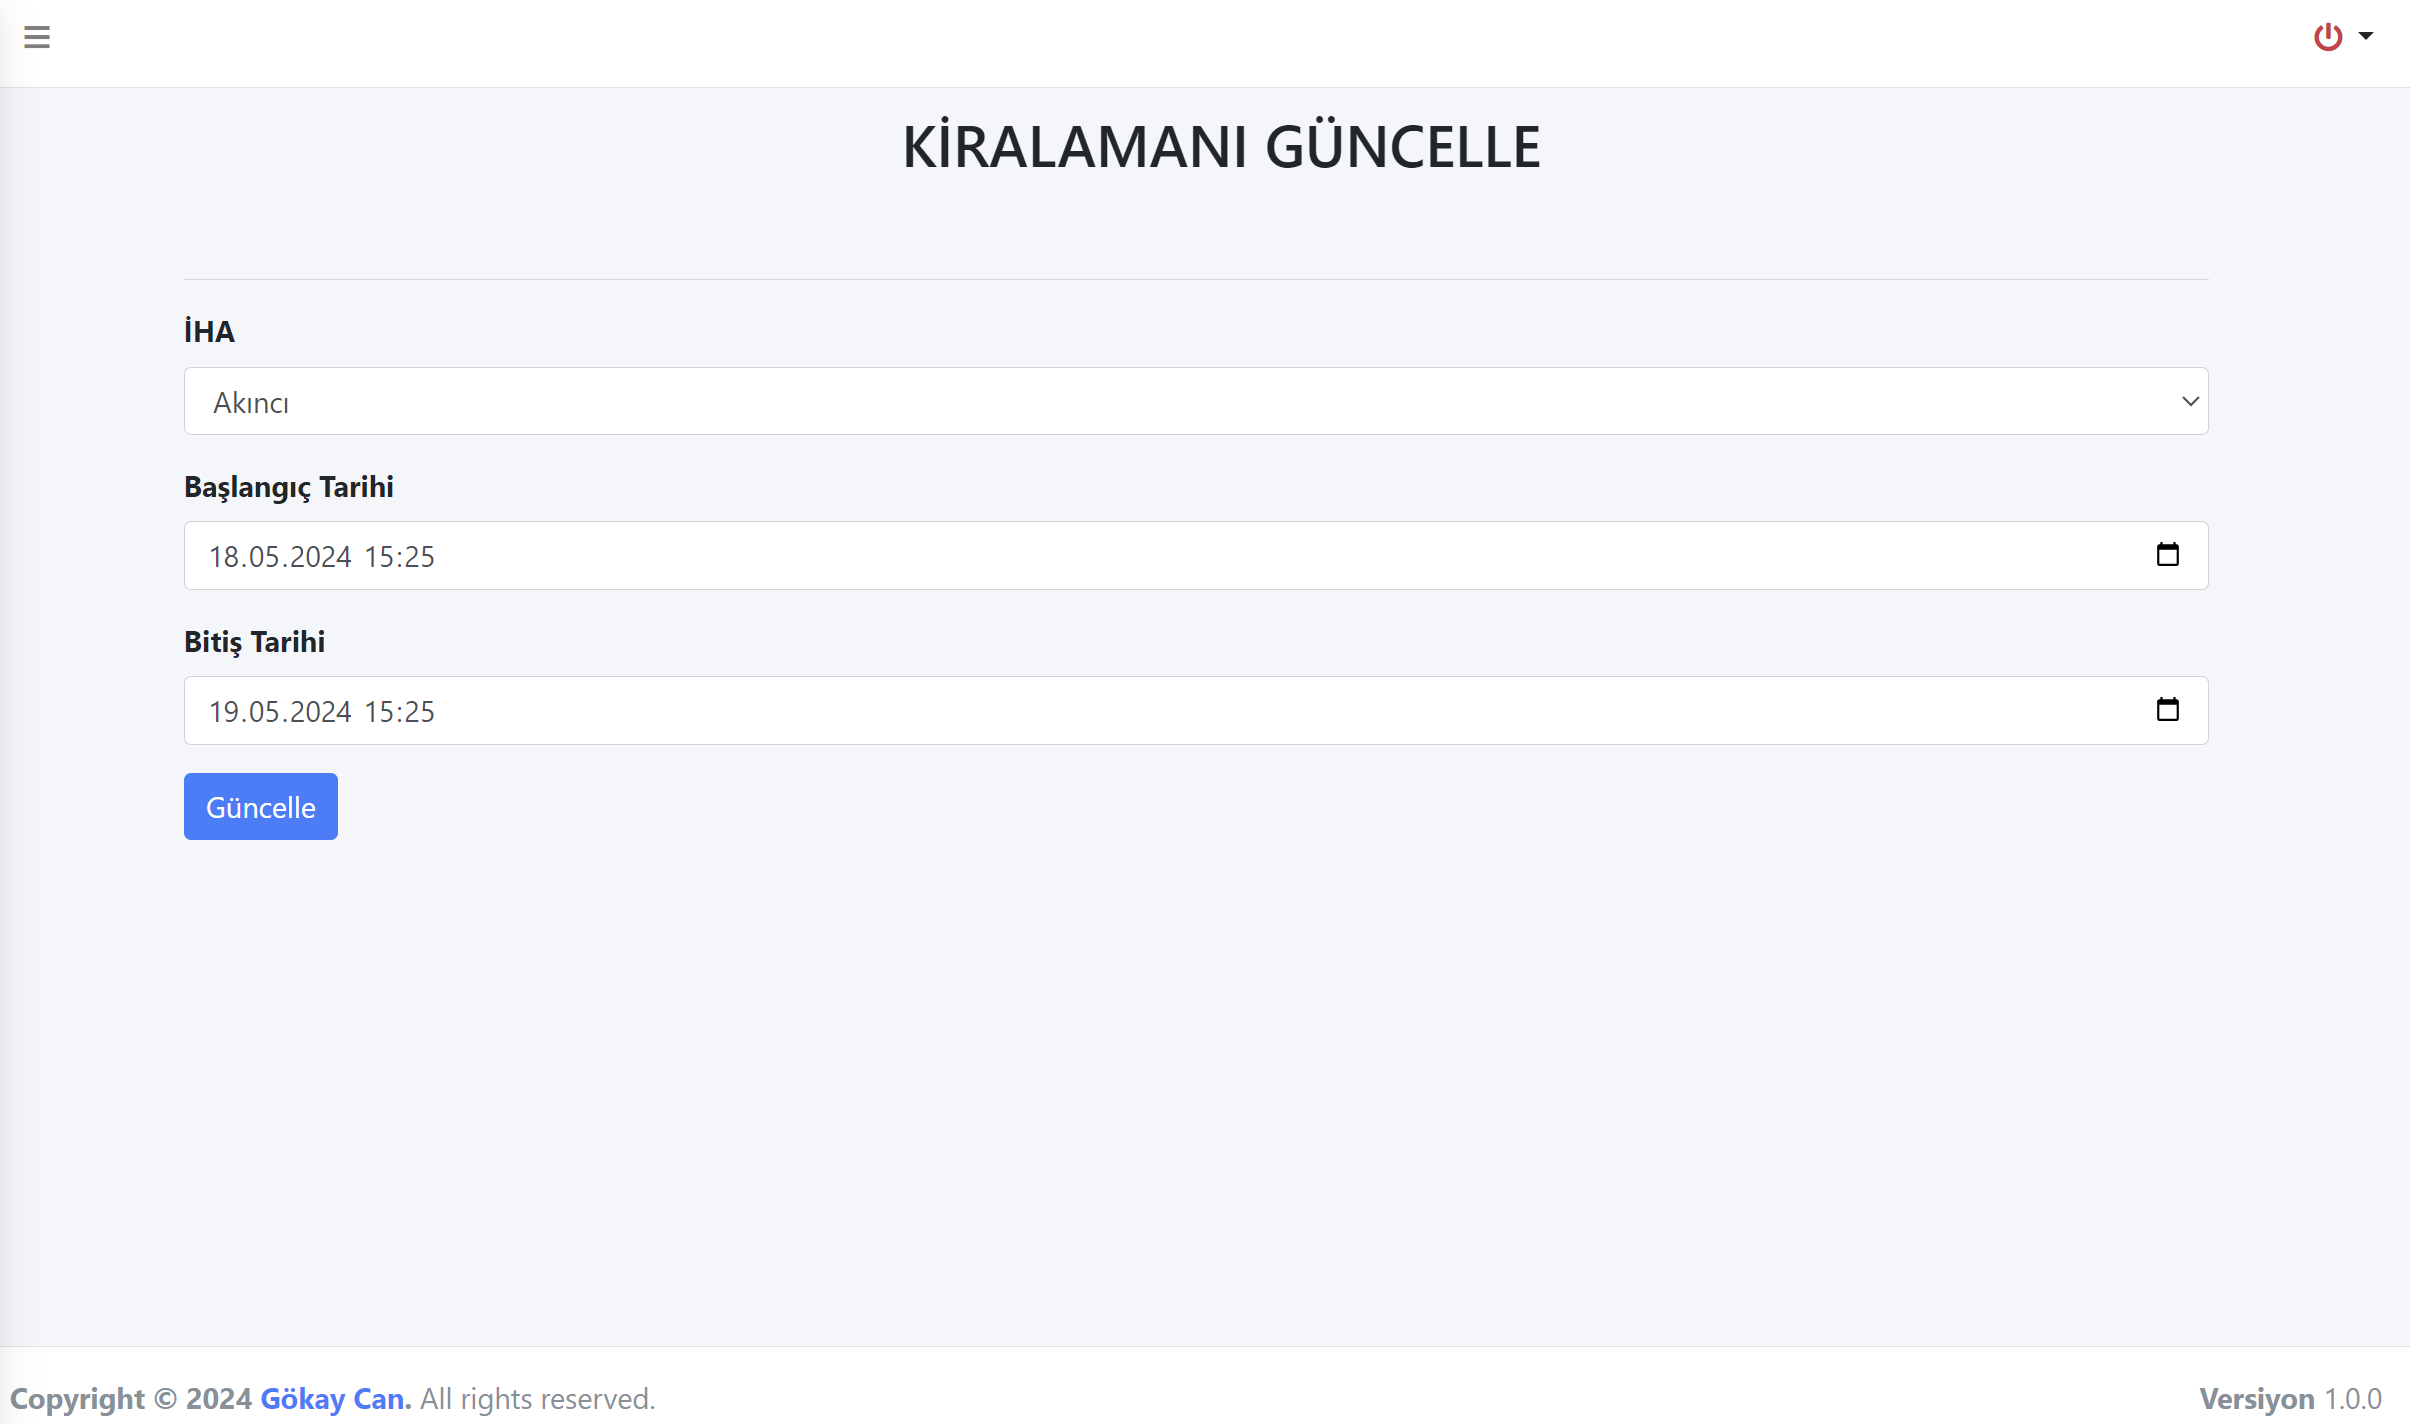 KİRALAMANI GÜNCELLE
İHA
Akıncı
Başlangıç Tarihi
18.05.2024 15:25
Bitiş Tarihi
19.05.2024 15:25
Güncelle
Copyright © 2024 Gökay Can. All rights reserved.
Versiyon 1.0.0